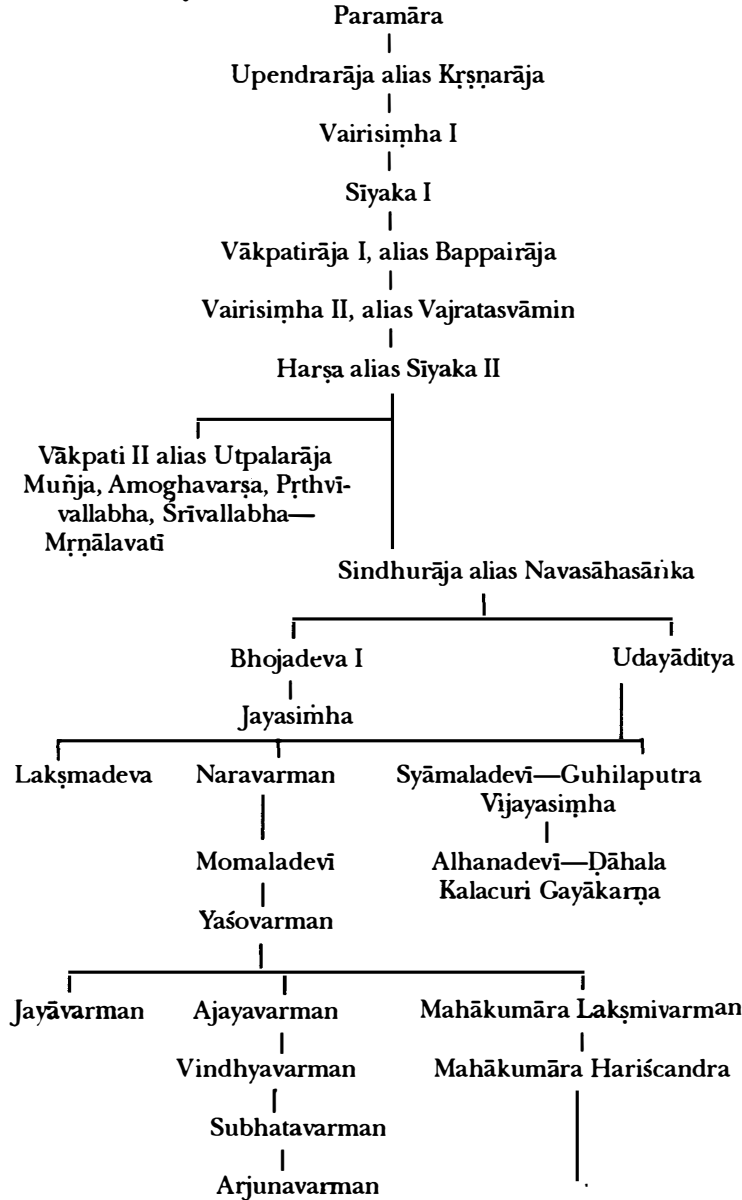 Paramāra
Upendrarāja alias Kṛṣṇarāja
Vairisiṃha I
Sīyaka I
Vākpatirāja I, alias Bappairāja
Vairisiṃha II, alias Vajratasvāmin
Harṣa alias Sīyaka II
Vākpati II alias Utpalarāja
Muñja, Amoghavarṣa, Pṛthvī-
vallabha, Śrīvallabha—
Mṛṇālavatī
Sindhurāja alias Navasāhasāṅka
Bhojadeva I Udayāditya
Jayasiṁha
Lakṣmadeva Naravarman Syāmaladevī—Guhilaputra
Vijayasiṃha
Momaladevī Alhanadevī—Ḍāhala
Kalacuri Gayākarṇa
Yaśovarman
Jayāvarman Ajayavarman Mahākumāra Lakṣmivarman
Vindhyavarman Mahākumāra Hariścandra
Subhatavarman
Arjunavarman